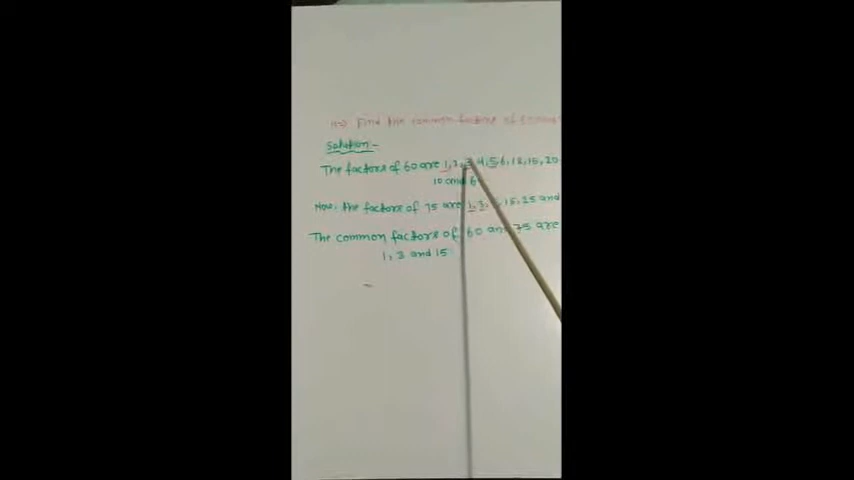 Find the common factors of
Solution -
The factors of 60 are 1, 2, 3, 4, 5, 6, 12, 15, 20
10 and 6
Now, the factors of 75 are 1, 3, 15, 25 and
The common factors of 60 and 75 are
1, 3 and 15